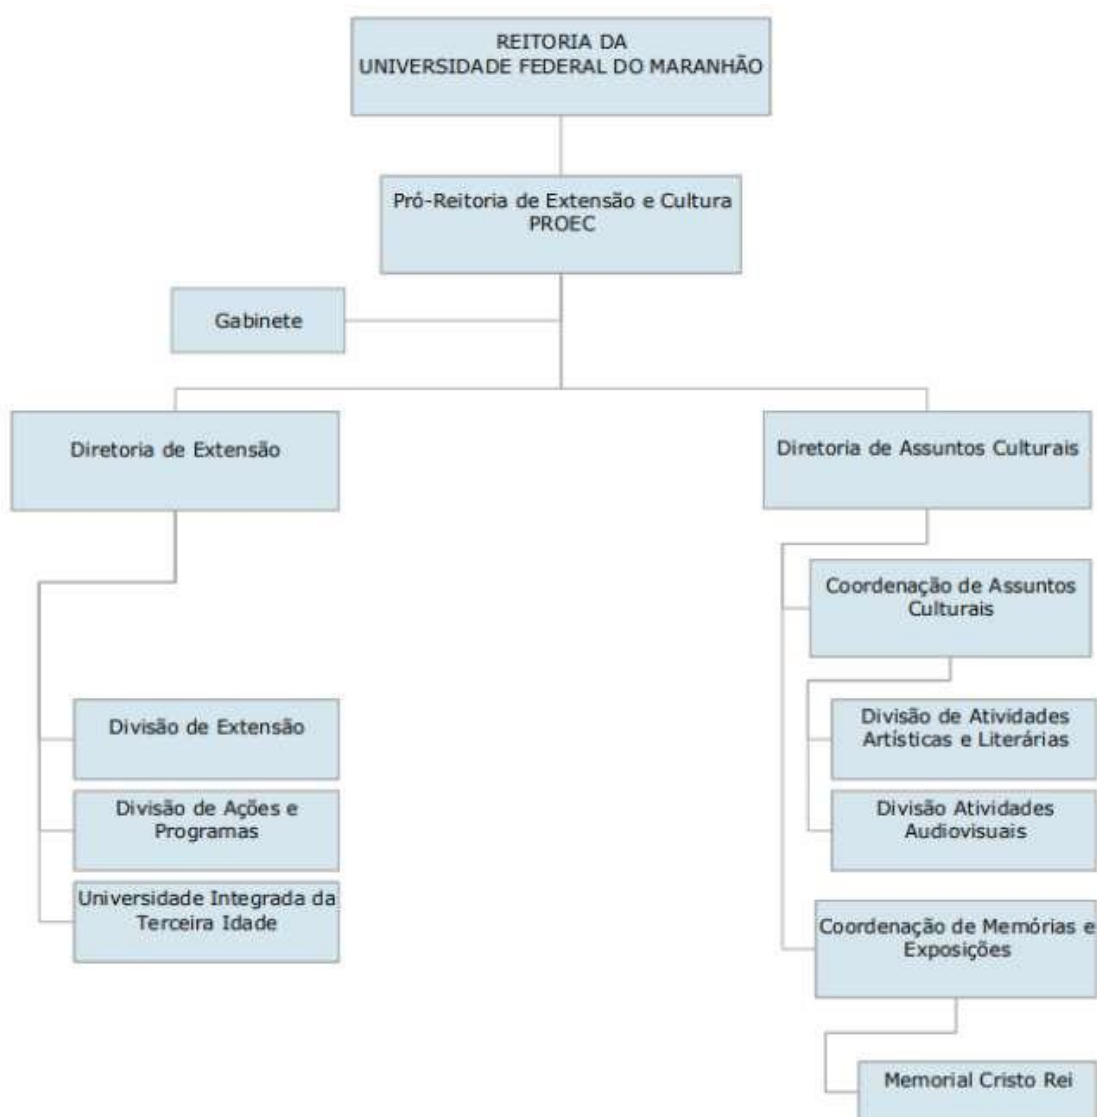 REITORIA DA
UNIVERSIDADE FEDERAL DO MARANHÃO
Pró-Reitoria de Extensão e Cultura
PROEC
Gabinete
Diretoria de Extensão
Diretoria de Assuntos Culturais
Coordenação de Assuntos
Culturais
Divisão de Extensão
Divisão de Atividades
Artísticas e Literárias
Divisão de Ações e
Programas
Divisão Atividades
Audiovisuais
Universidade Integrada da
Terceira Idade
Coordenação de Memórias e
Exposições
Memorial Cristo Rei